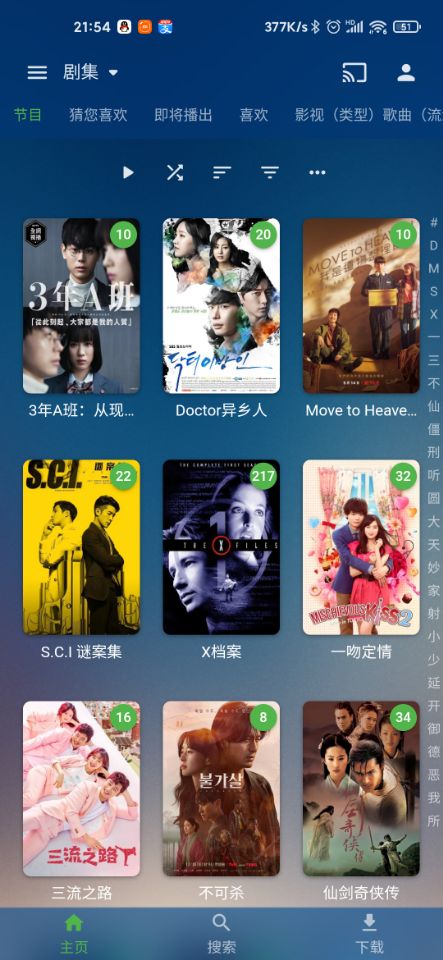 21:54
377K/s
HD
51
剧集
节目 猜您喜欢 即将播出 喜欢 影视（类型） 歌曲（流
#
D
M
S
X
一
三
不
仙
僵
刑
听
圆
大
天
妙
家
射
小
少
延
开
御
德
恶
我
所
10
3年A班
「從此刻起、大家都是我的人質」
3年A班：从现…
20
닥터 이방인
Doctor异乡人
10
MOVE TO HEAVEN
Move to Heave…
22
S.C.I.
S.C.I 谜案集
217
THE COMPLETE FIRST SEASON
1
THE X FILES
X档案
32
MISCHIEVOUS KISS 2
一吻定情
16
三流之路
三流之路
8
불가살
不可杀
34
仙剑奇侠传
主页 搜索 下载